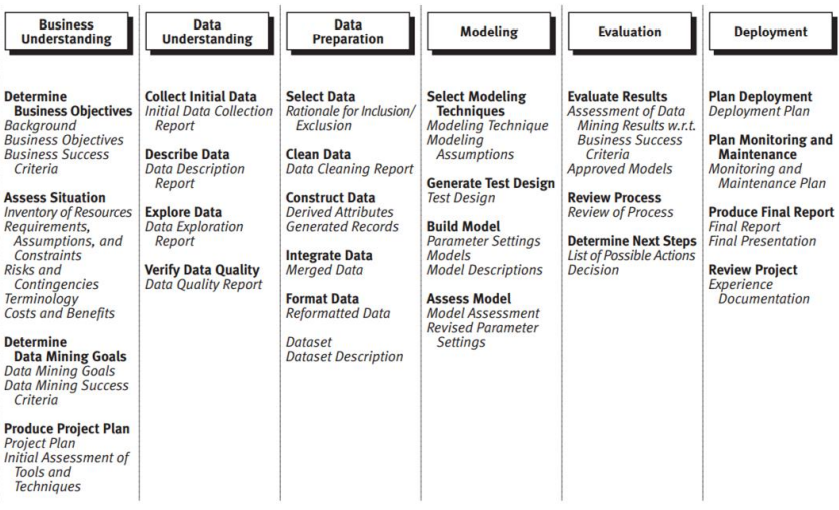 Business
Understanding
Data
Understanding
Data
Preparation
Modeling
Evaluation
Deployment
Determine
Business Objectives
Background
Business Objectives
Business Success
Criteria
Assess Situation
Inventory of Resources
Requirements,
Assumptions, and
Constraints
Risks and
Contingencies
Terminology
Costs and Benefits
Determine
Data Mining Goals
Data Mining Goals
Data Mining Success
Criteria
Produce Project Plan
Project Plan
Initial Assessment of
Tools and
Techniques
Collect Initial Data
Initial Data Collection
Report
Describe Data
Data Description
Report
Explore Data
Data Exploration
Report
Verify Data Quality
Data Quality Report
Select Data
Rationale for Inclusion/
Exclusion
Clean Data
Data Cleaning Report
Construct Data
Derived Attributes
Generated Records
Integrate Data
Merged Data
Format Data
Reformatted Data
Dataset
Dataset Description
Select Modeling
Techniques
Modeling Technique
Modeling
Assumptions
Generate Test Design
Test Design
Build Model
Parameter Settings
Models
Model Descriptions
Assess Model
Model Assessment
Revised Parameter
Settings
Evaluate Results
Assessment of Data
Mining Results w.r.t.
Business Success
Criteria
Approved Models
Review Process
Review of Process
Determine Next Steps
List of Possible Actions
Decision
Plan Deployment
Deployment Plan
Plan Monitoring and
Maintenance
Monitoring and
Maintenance Plan
Produce Final Report
Final Report
Final Presentation
Review Project
Experience
Documentation